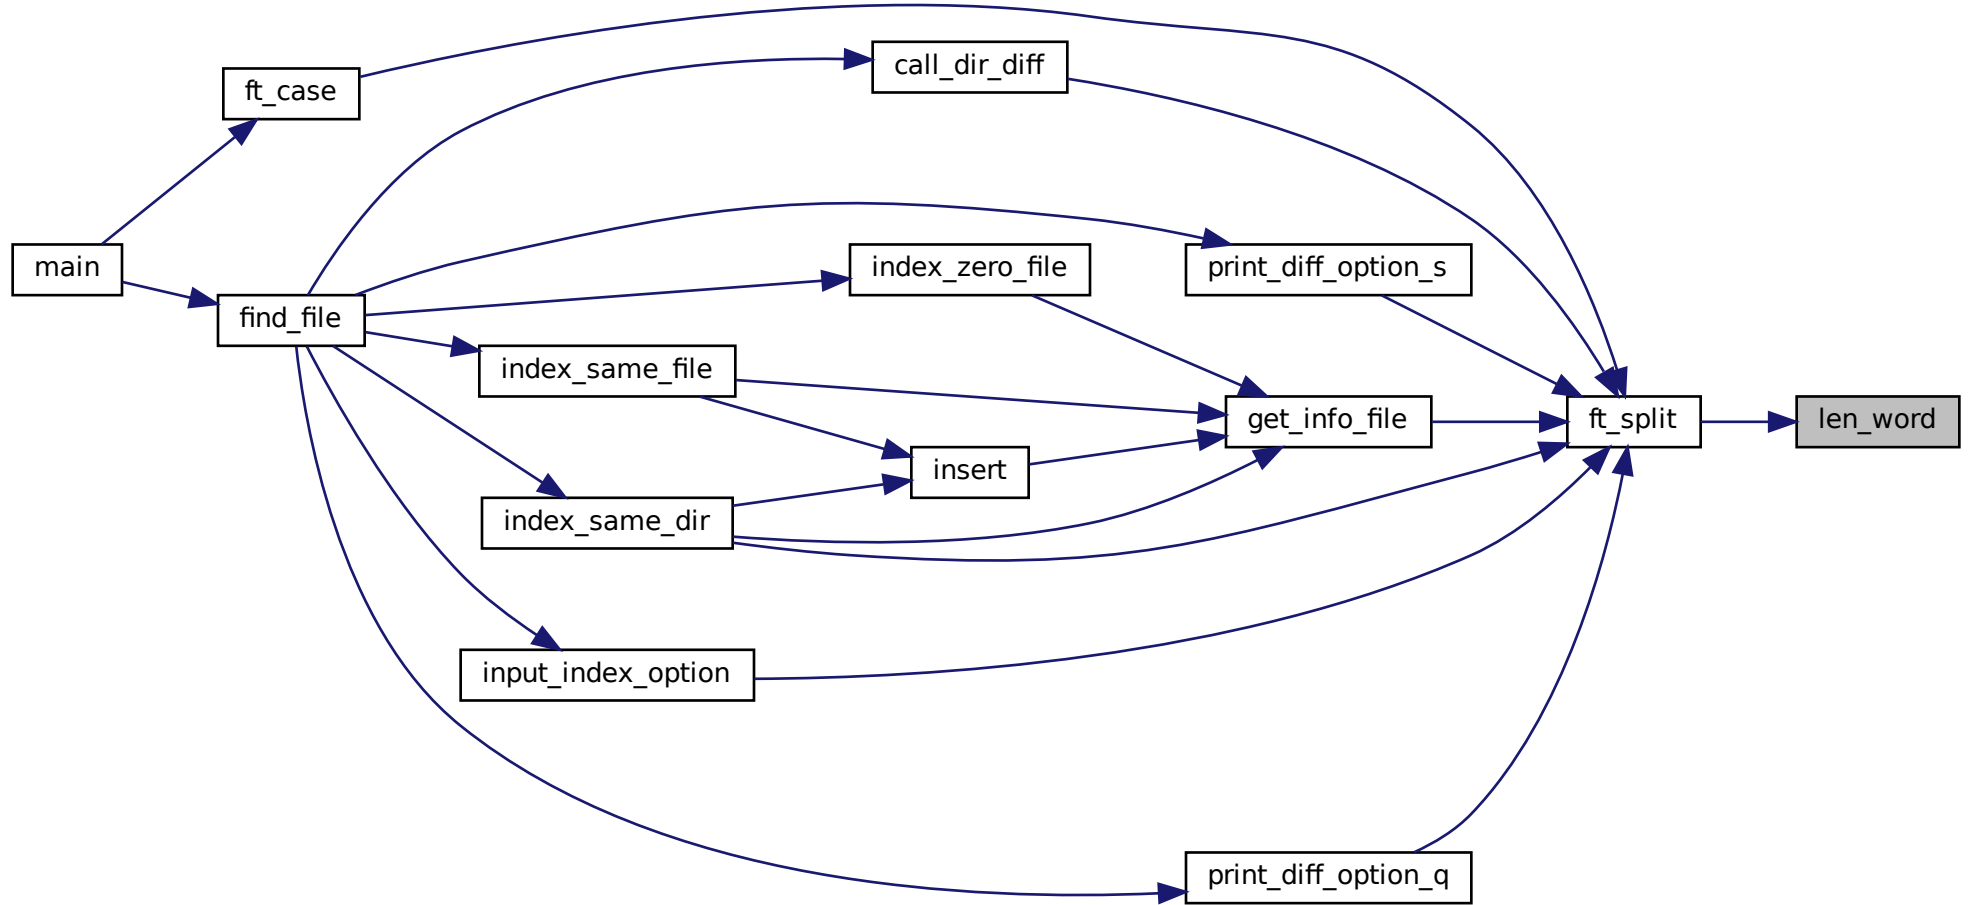 call_dir_diff
ft_case
main
index_zero_file
print_diff_option_s
find_file
index_same_file
get_info_file
ft_split
len_word
insert
index_same_dir
input_index_option
print_diff_option_q